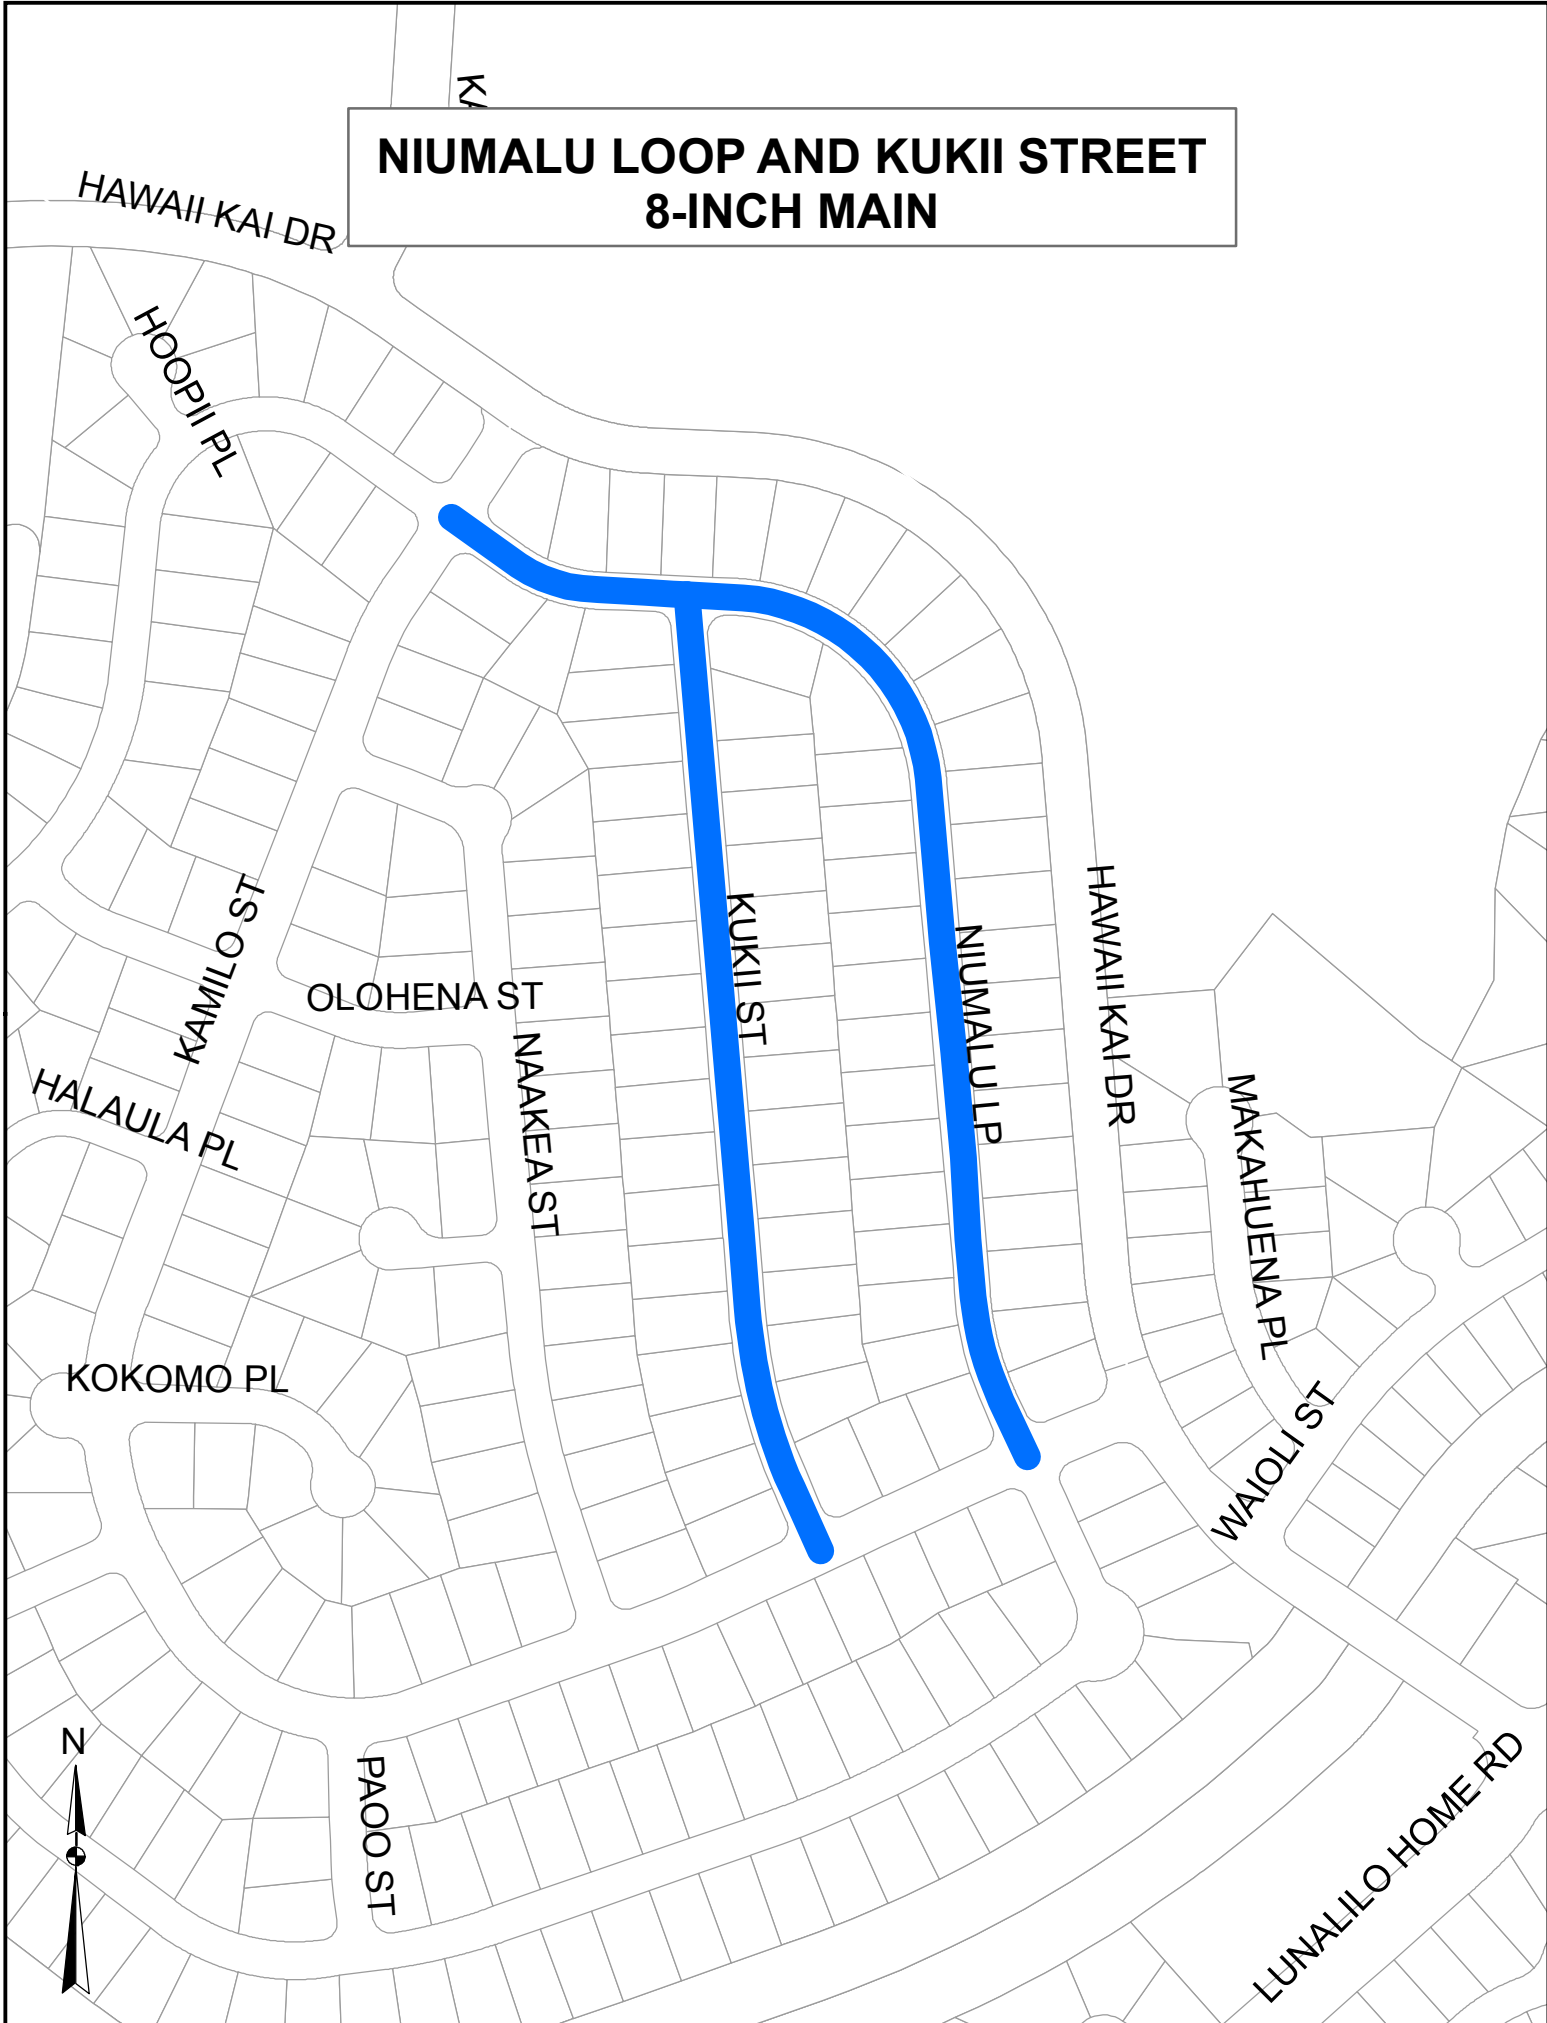 KA
NIUMALU LOOP AND KUKII STREET
8-INCH MAIN
HAWAII KAI DR
HOOPII PL
KAMILO ST
KUKII ST
NIUMALU LP
HAWAII KAI DR
OLOHENA ST
NAAKEA ST
HALAULA PL
MAKAHUENA PL
KOKOMO PL
WAIOLI ST
N
PAOO ST
LUNALILO HOME RD